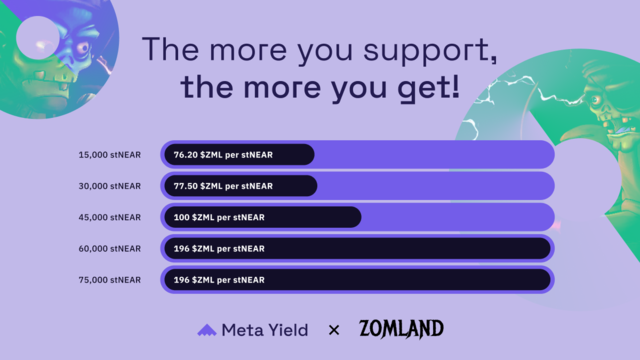 The more you support,
the more you get!
15,000 stNEAR
76.20 $ZML per stNEAR
30,000 stNEAR
77.50 $ZML per stNEAR
45,000 stNEAR
100 $ZML per stNEAR
60,000 stNEAR
196 $ZML per stNEAR
75,000 stNEAR
196 $ZML per stNEAR
Meta Yield × ZOMLAND